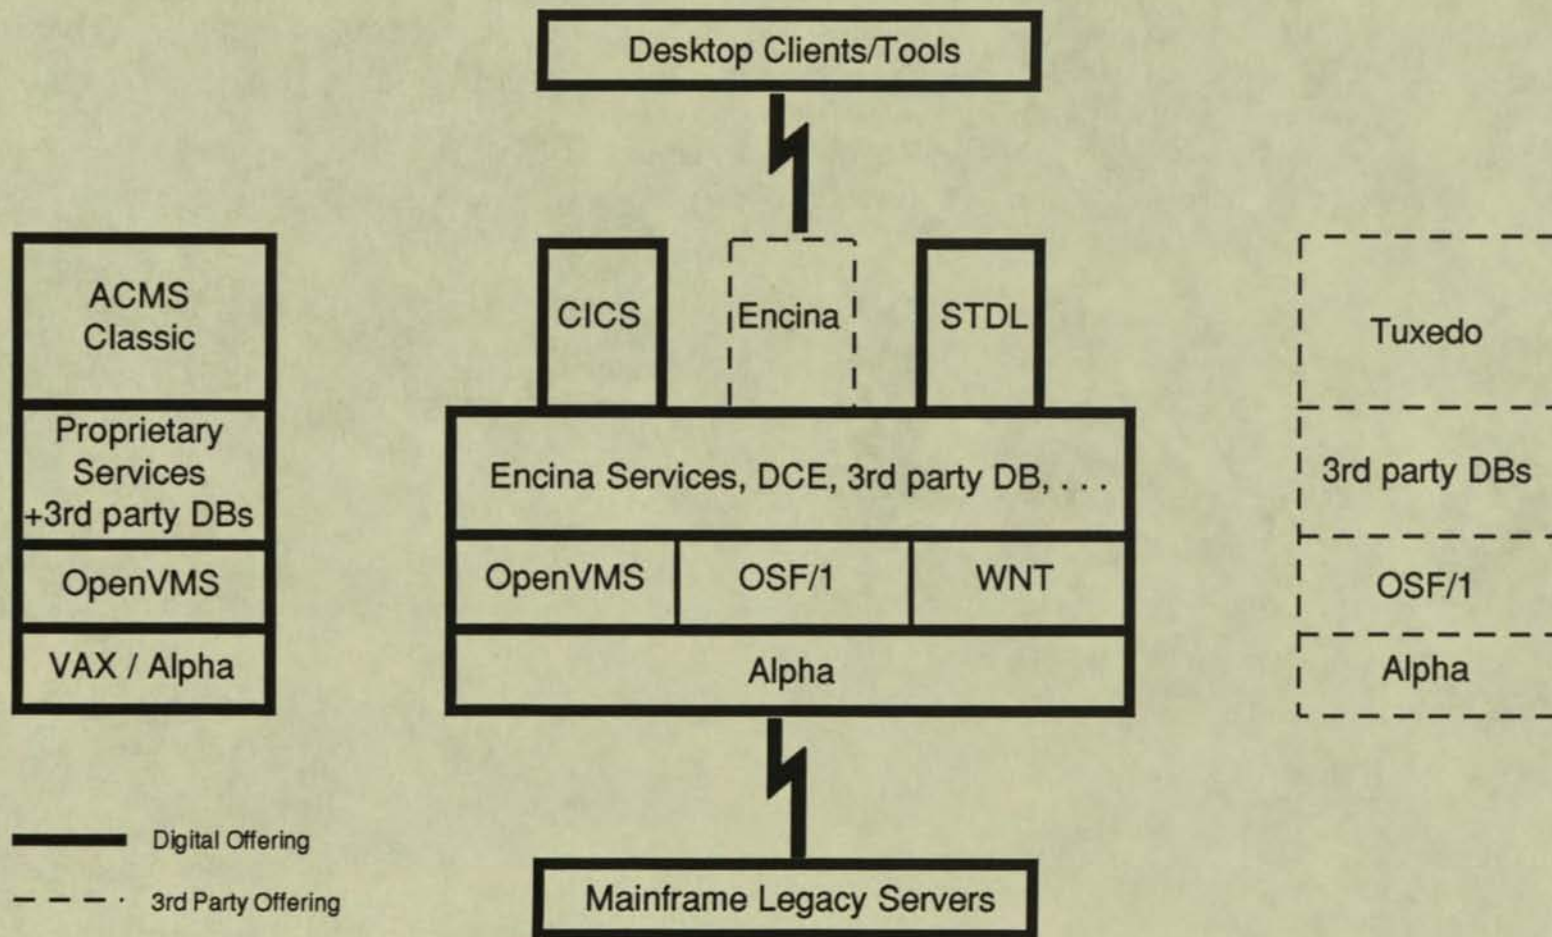 Desktop Clients/Tools
ACMS
Classic
Proprietary
Services
+3rd party DBs
OpenVMS
VAX / Alpha
CICS
Encina
STDL
Encina Services, DCE, 3rd party DB, . . .
OpenVMS
OSF/1
WNT
Alpha
Tuxedo
3rd party DBs
OSF/1
Alpha
Digital Offering
3rd Party Offering
Mainframe Legacy Servers